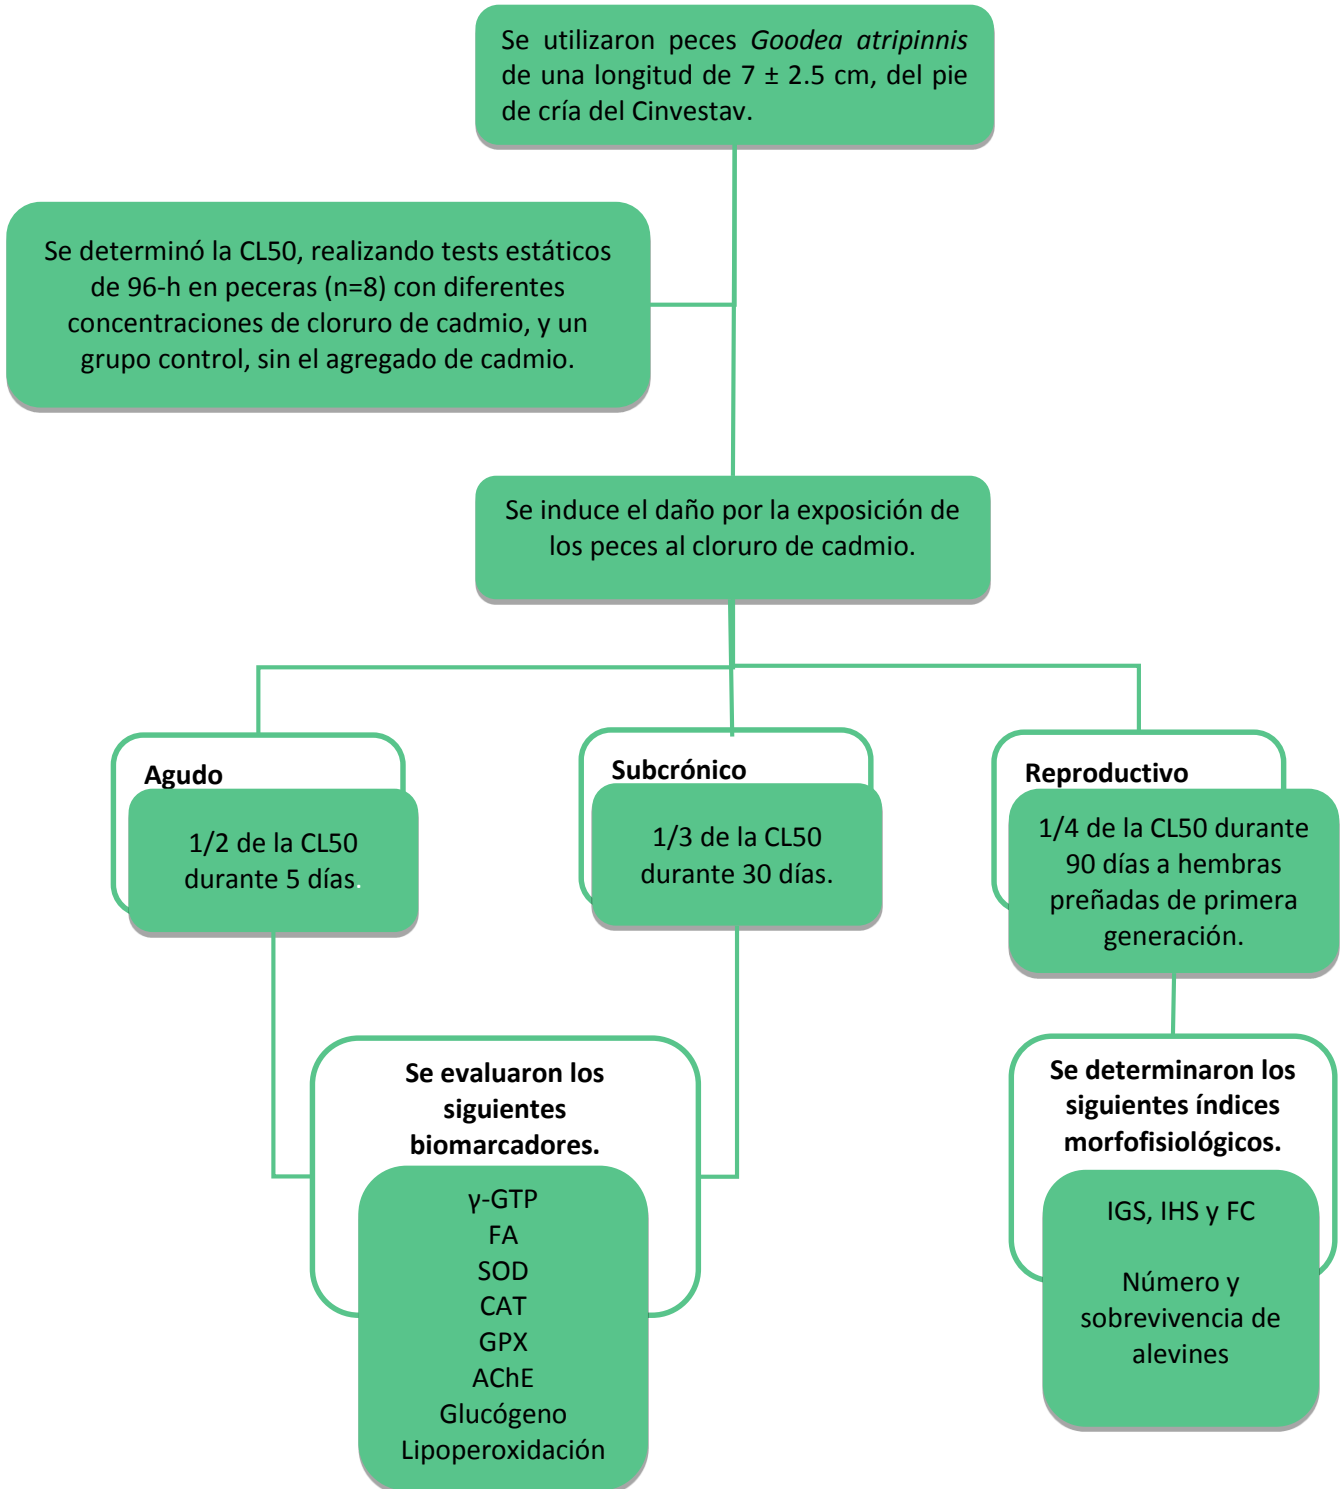 Se utilizaron peces Goodea atripinnis
de una longitud de 7 ± 2.5 cm, del pie
de cría del Cinvestav.
Se determinó la CL50, realizando tests estáticos
de 96-h en peceras (n=8) con diferentes
concentraciones de cloruro de cadmio, y un
grupo control, sin el agregado de cadmio.
Se induce el daño por la exposición de
los peces al cloruro de cadmio.
Agudo
1/2 de la CL50
durante 5 días.
Subcrónico
1/3 de la CL50
durante 30 días.
Reproductivo
1/4 de la CL50 durante
90 días a hembras
preñadas de primera
generación.
Se evaluaron los
siguientes
biomarcadores.
γ-GTP
FA
SOD
CAT
GPX
AChE
Glucógeno
Lipoperoxidación
Se determinaron los
siguientes índices
morfofisiológicos.
IGS, IHS y FC
Número y
sobrevivencia de
alevines